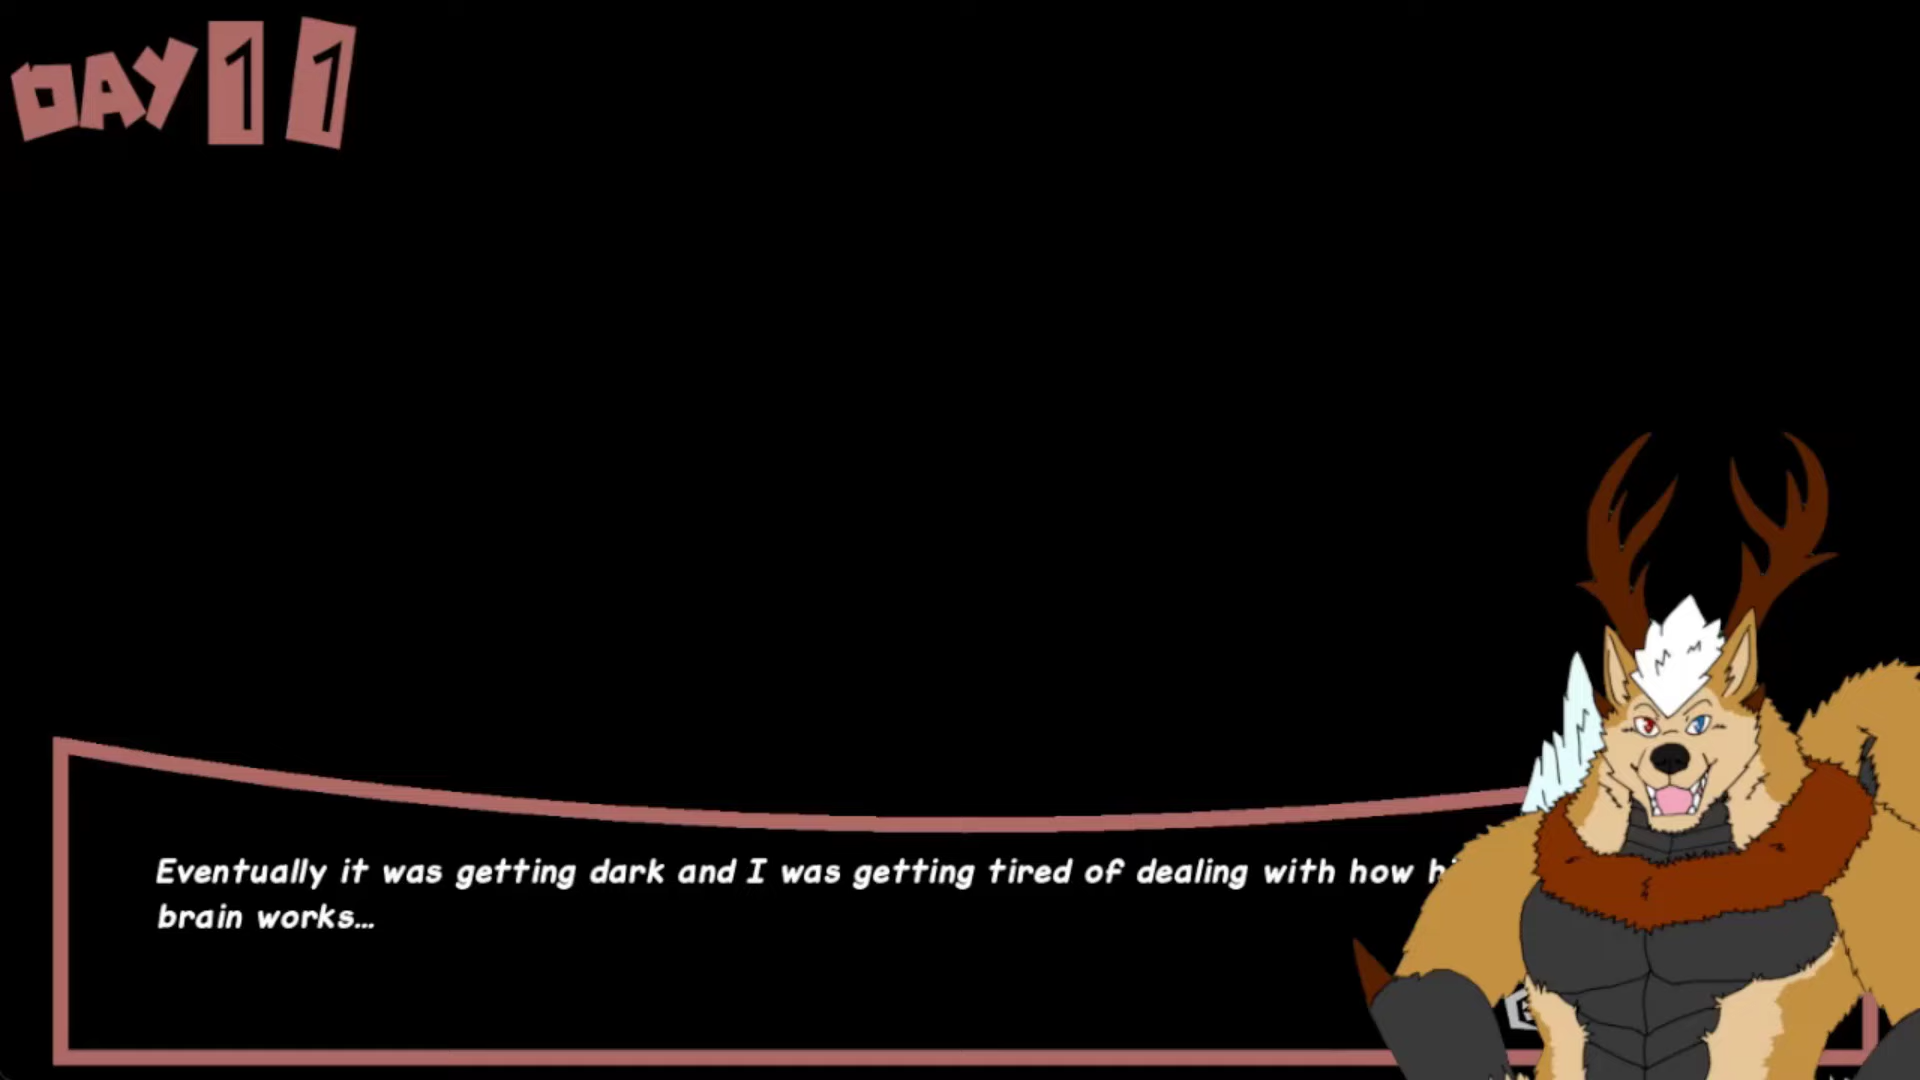 DAY 11
Eventually it was getting dark and I was getting tired of dealing with how
brain works...